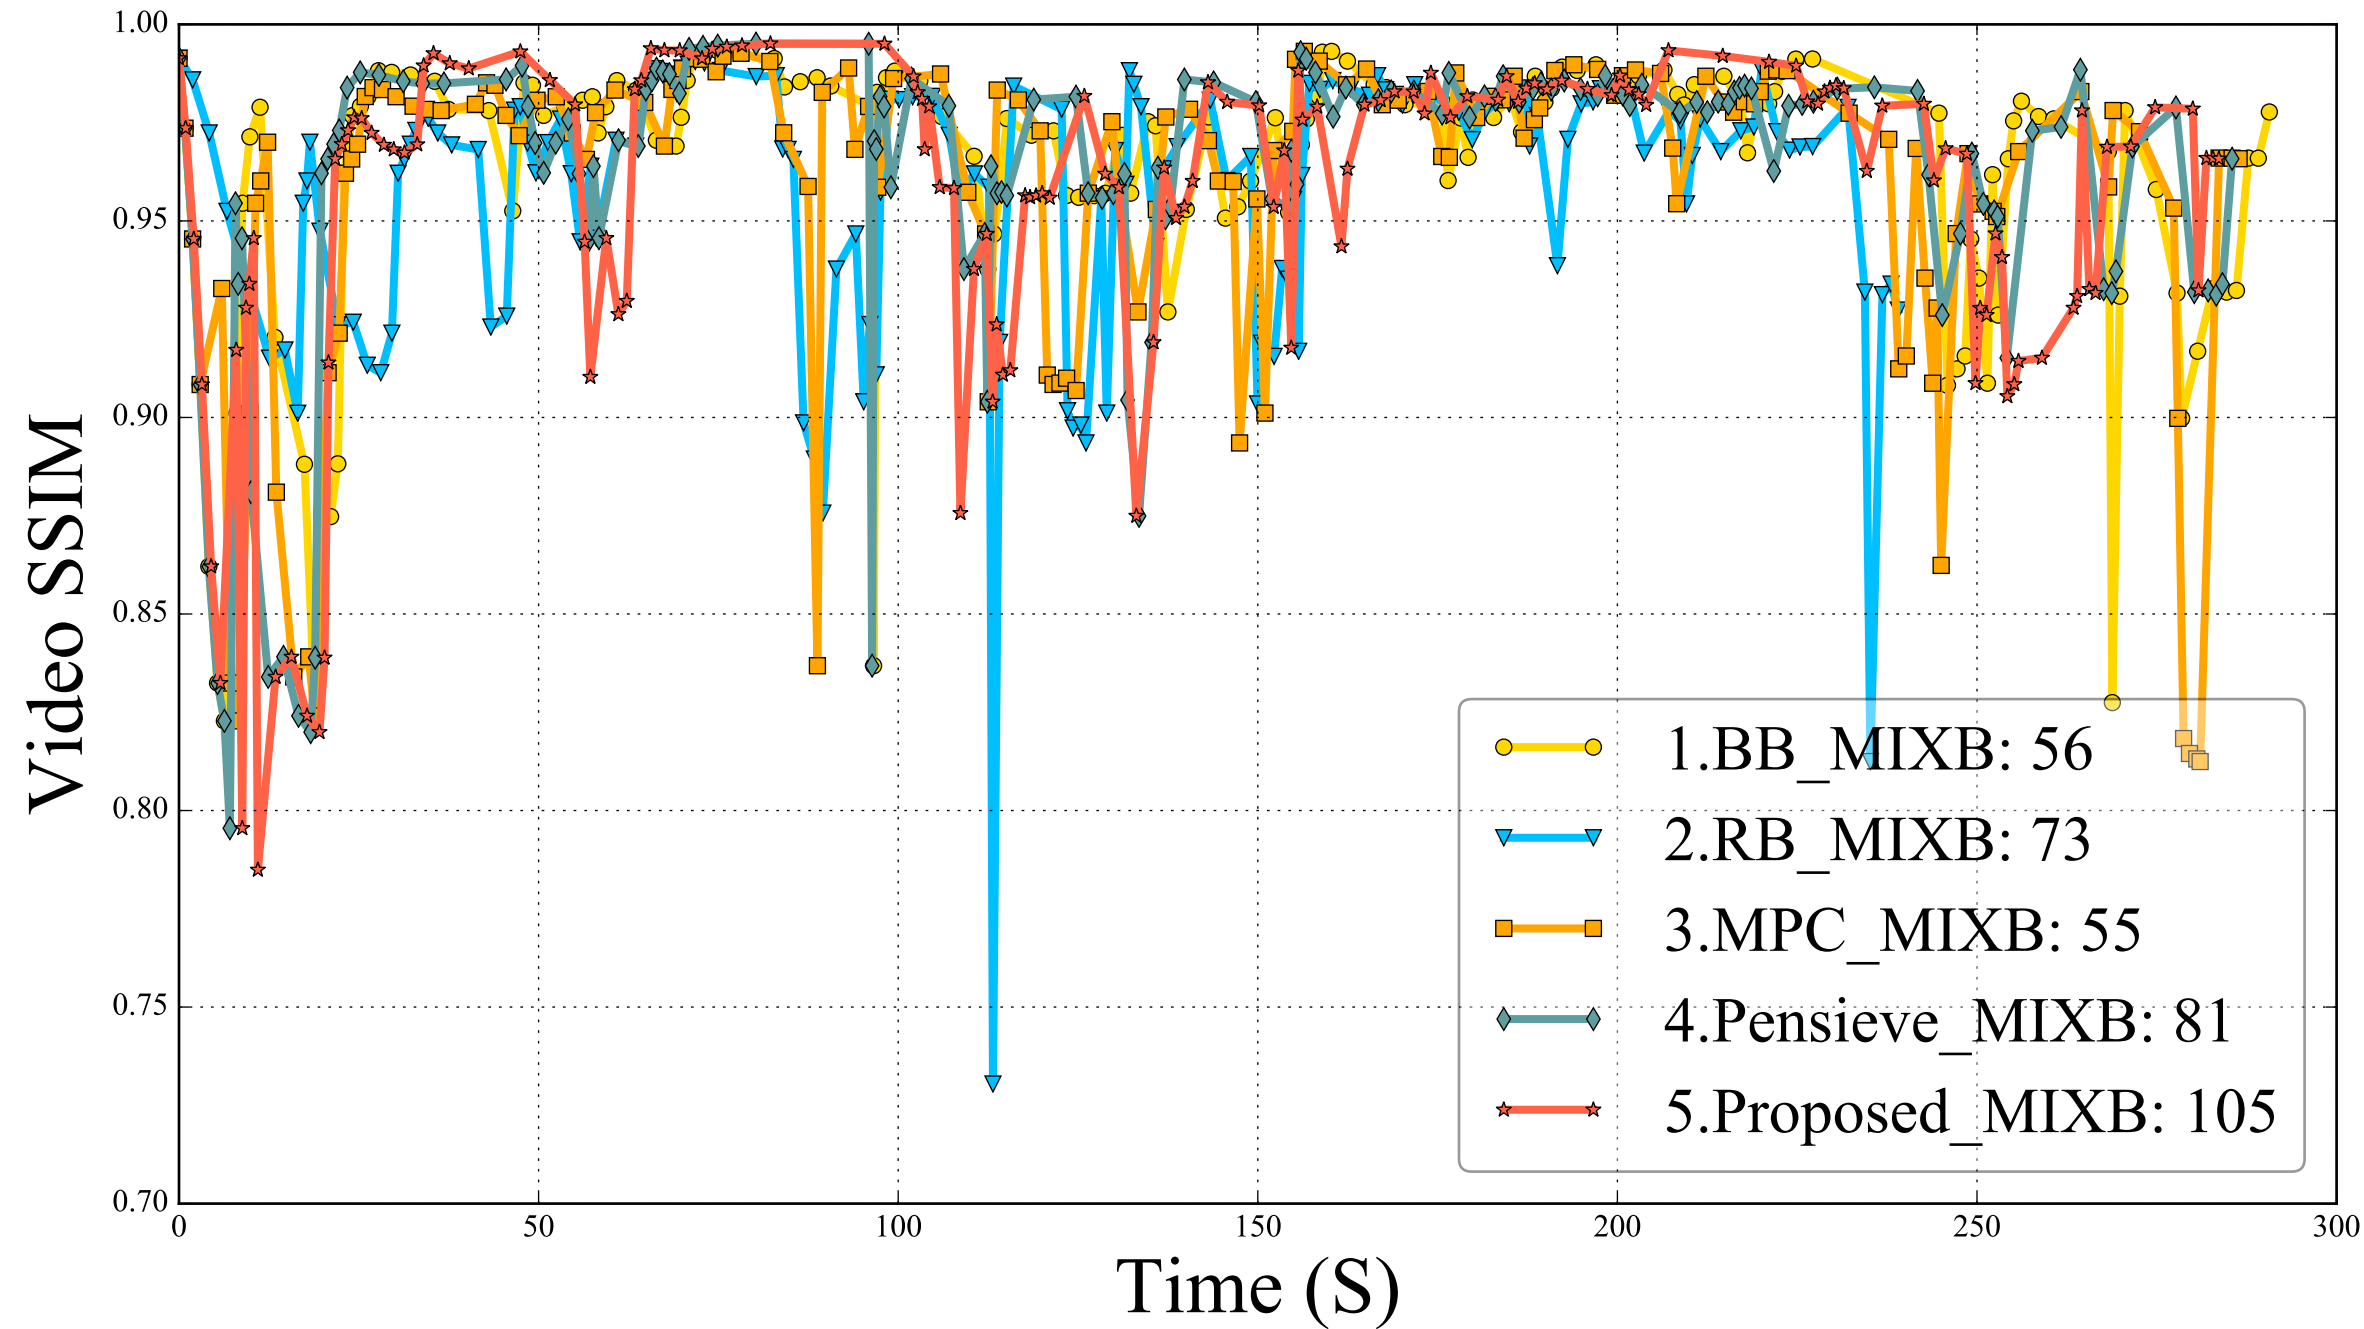 Video SSIM
1.00
0.95
0.90
0.85
0.80
0.75
0.70
0
50
100
150
200
250
300
Time (S)
1.BB_MIXB: 56
2.RB_MIXB: 73
3.MPC_MIXB: 55
4.Pensieve_MIXB: 81
5.Proposed_MIXB: 105